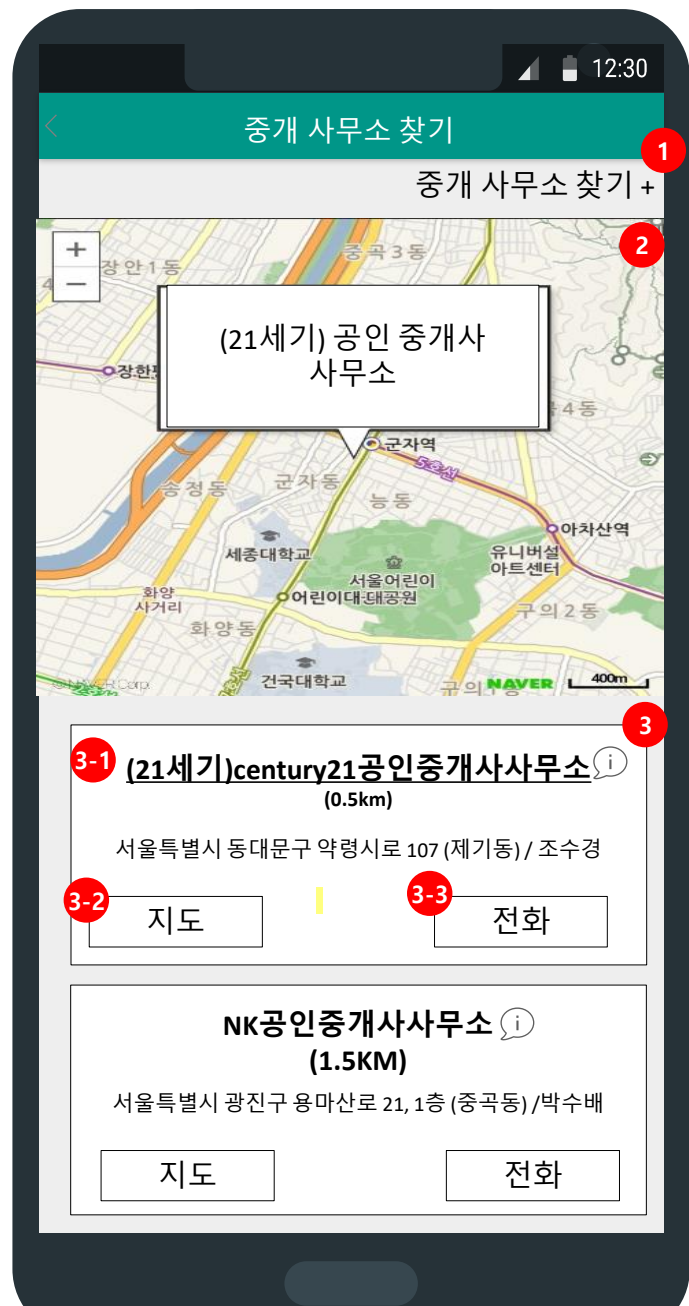 12:30
중개 사무소 찾기
1
중개 사무소 찾기 +
2
+
−
장안1동
중곡3동
(21세기) 공인 중개사
사무소
장한
4동
군자역
5호선
군자동
송정동
능동
아차산역
세종대학교
유니버설
아트센터
서울어린이
대공원
어린이대
화양
사거리
구의2동
화양동
건국대학교
© NAVER Corp.
NAVER
400m
3
3-1
(21세기)century21공인중개사사무소
(0.5km)
서울특별시 동대문구 약령시로 107 (제기동) / 조수경
3-2
지도
3-3
전화
NK공인중개사사무소
(1.5KM)
서울특별시 광진구 용마산로 21, 1층 (중곡동) /박수배
지도
전화